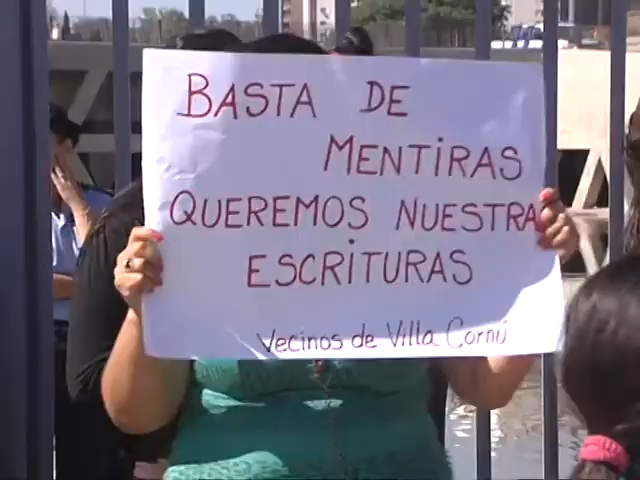 BASTA DE
MENTIRAS
QUEREMOS NUESTRA
ESCRITURAS
Vecinos de Villa Cornú